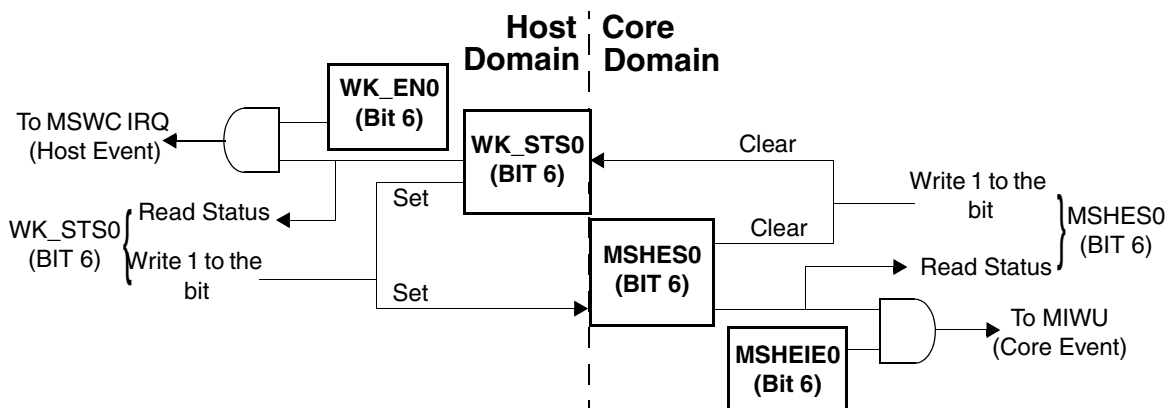 Host Domain
Core Domain
WK_EN0
(Bit 6)
To MSWC IRQ
(Host Event)
WK_STS0
(BIT 6)
Clear
Set
Read Status
WK_STS0
(BIT 6)
Write 1 to the
bit
Set
Write 1 to the
bit
MSHES0
(BIT 6)
Clear
MSHES0
(BIT 6)
Read Status
To MIWU
(Core Event)
MSHEIE0
(Bit 6)